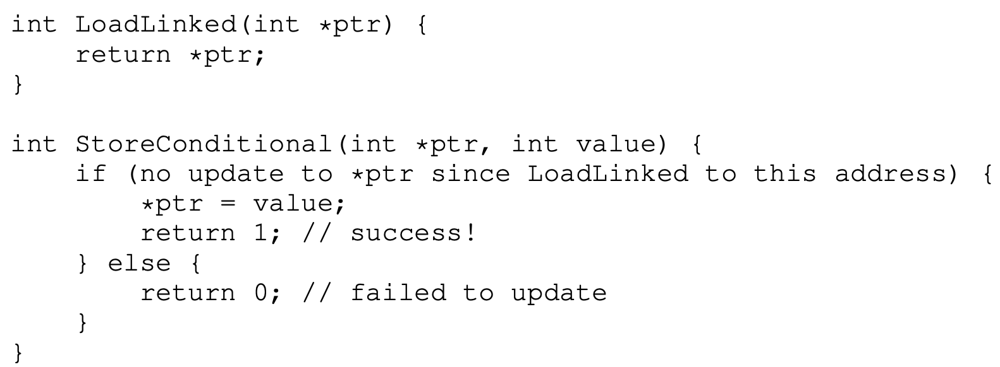 int LoadLinked(int *ptr) {
    return *ptr;
}

int StoreConditional(int *ptr, int value) {
    if (no update to *ptr since LoadLinked to this address) {
        *ptr = value;
        return 1; // success!
    } else {
        return 0; // failed to update
    }
}